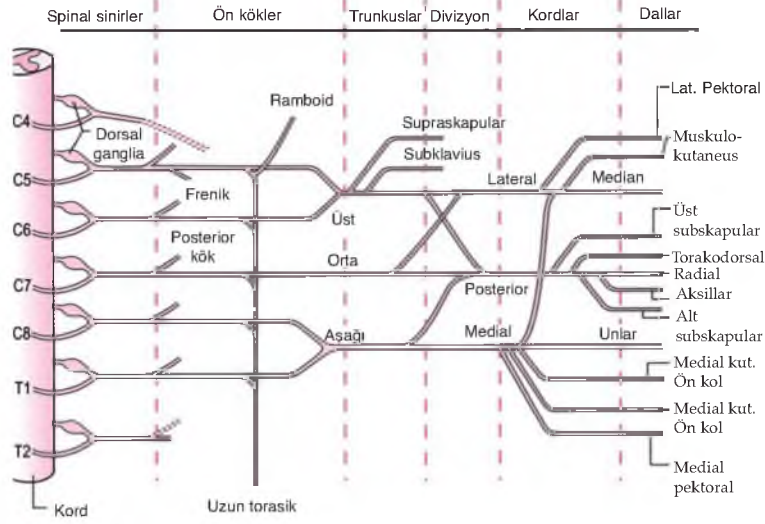 Spinal sinirler
Ön kökler
Trunkuslar
Divizyon
Kordlar
Dallar
C4
Dorsal
ganglia
C5
Frenik
C6
Posterior
kök
C7
C8
T1
T2
Kord
Ramboid
Uzun torasik
Supraskapular
Subklavius
Üst
Orta
Aşağı
Lateral
Median
Posterior
Medial
Unlar
Lat. Pektoral
Muskulo-
kutaneus
Üst
subskapular
Torakodorsal
Radial
Aksillar
Alt
subskapular
Medial kut.
Ön kol
Medial kut.
Ön kol
Medial
pektoral